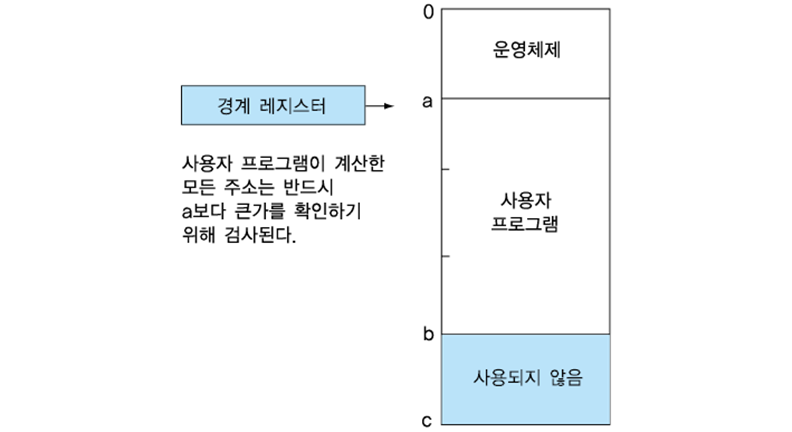 경계 레지스터
사용자 프로그램이 계산한
모든 주소는 반드시
a보다 큰가를 확인하기
위해 검사된다.
0
운영체제
a
사용자
프로그램
b
사용되지 않음
c